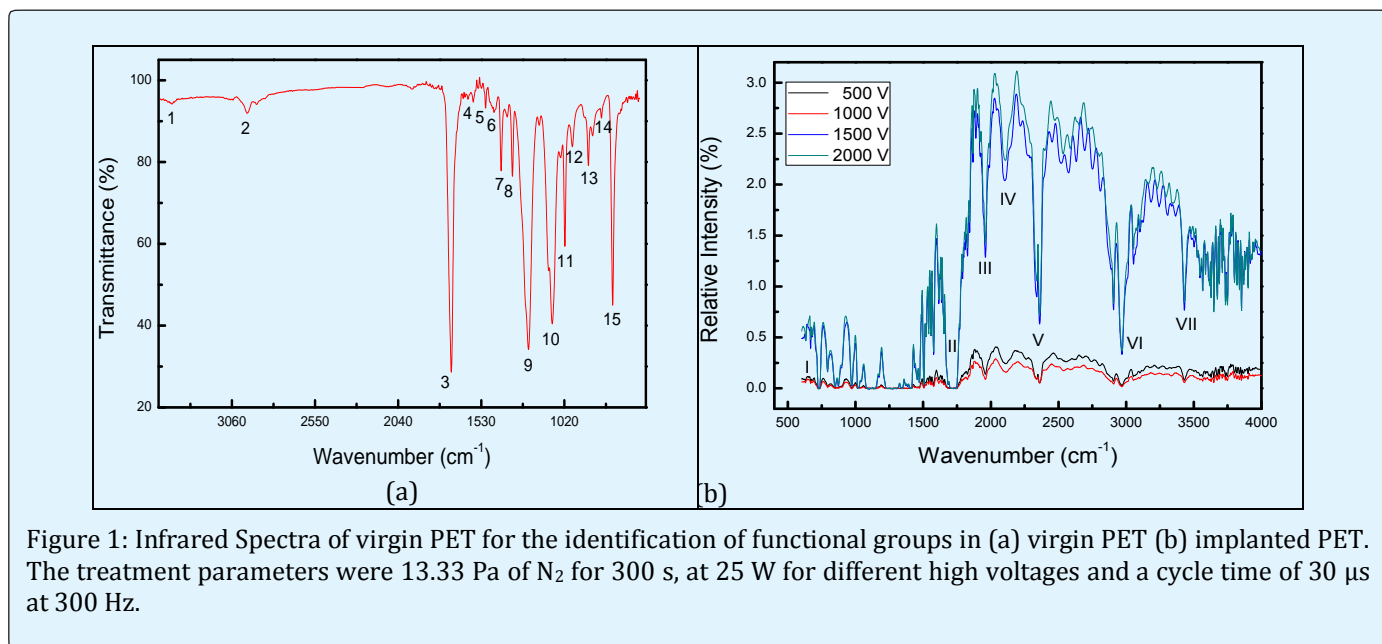 100
80
60
40
20
Transmittance (%)
1
2
3
4
5
6
7
8
9
10
11
12
13
14
15
3060 2550 2040 1530 1020
Wavenumber (cm-1)
(a)
3.0
2.5
2.0
1.5
1.0
0.5
0.0
Relative Intensity (%)
500 V
1000 V
1500 V
2000 V
I
II
III
IV
V
VI
VII
500 1000 1500 2000 2500 3000 3500 4000
Wavenumber (cm-1)
(b)
Figure 1: Infrared Spectra of virgin PET for the identification of functional groups in (a) virgin PET (b) implanted PET.
The treatment parameters were 13.33 Pa of N2 for 300 s, at 25 W for different high voltages and a cycle time of 30 µs
at 300 Hz.